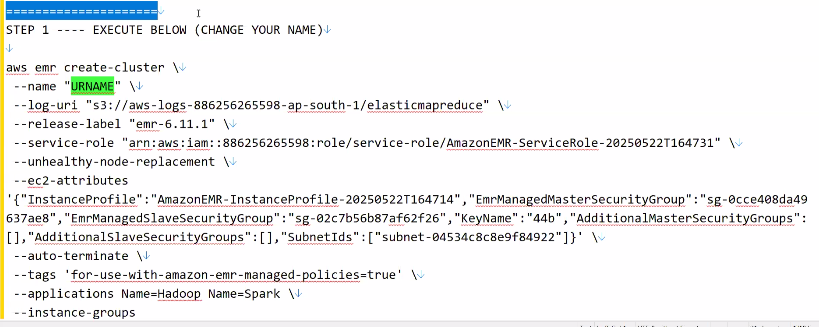 =====================
STEP 1 ---- EXECUTE BELOW (CHANGE YOUR NAME)
aws emr create-cluster \
--name "URNAME" \
--log-uri "s3://aws-logs-886256265598-ap-south-1/elasticmapreduce" \
--release-label "emr-6.11.1" \
--service-role "arn:aws:iam::886256265598:role/service-role/AmazonEMR-ServiceRole-20250522T164731" \
--unhealthy-node-replacement \
--ec2-attributes
'{"InstanceProfile":"AmazonEMR-InstanceProfile-20250522T164714","EmrManagedMasterSecurityGroup":"sg-0cce408da49
637ae8","EmrManagedSlaveSecurityGroup":"sg-02c7b56b87af62f26","KeyName":"44b","AdditionalMasterSecurityGroups":
[],"AdditionalSlaveSecurityGroups":[],"SubnetIds":["subnet-04534c8c8e9f84922"]}' \
--auto-terminate \
--tags 'for-use-with-amazon-emr-managed-policies=true' \
--applications Name=Hadoop Name=Spark \
--instance-groups